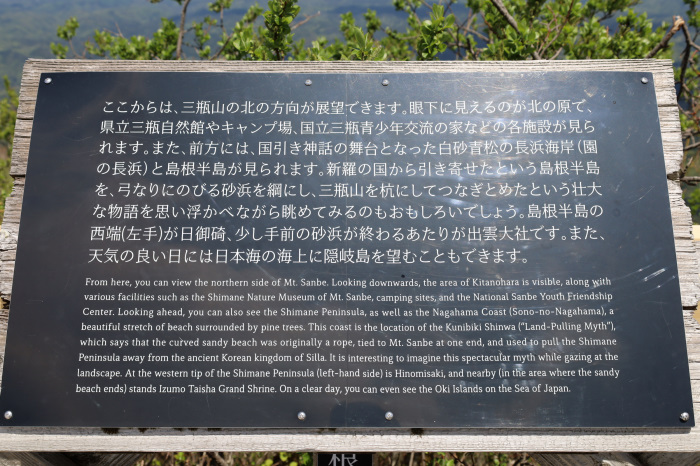 ここからは、三瓶山の北の方向が展望できます。眼下に見えるのが北の原で、
県立三瓶自然館やキャンプ場、国立三瓶青少年交流の家などの各施設が見ら
れます。また、前方には、国引き神話の舞台となった白砂青松の長浜海岸(園
の長浜)と島根半島が見られます。新羅の国から引き寄せたという島根半島
を、弓なりにのびる砂浜を綱にし、三瓶山を杭にしてつなぎとめたという壮大
な物語を思い浮かべながら眺めてみるのもおもしろいでしょう。島根半島の
西端(左手)が日御碕、少し手前の砂浜が終わるあたりが出雲大社です。また、
天気の良い日には日本海の海上に隠岐島を望むこともできます。
From here, you can view the northern side of Mt. Sanbe. Looking downwards, the area of Kitanohara is visible, along with
various facilities such as the Shimane Nature Museum of Mt. Sanbe, camping sites, and the National Sanbe Youth Friendship
Center. Looking ahead, you can also see the Shimane Peninsula, as well as the Nagahama Coast (Sono-no-Nagahama), a
beautiful stretch of beach surrounded by pine trees. This coast is the location of the Kunibiki Shinwa ("Land-Pulling Myth"),
which says that the curved sandy beach was originally a rope, tied to Mt. Sanbe at one end, and used to pull the Shimane
Peninsula away from the ancient Korean kingdom of Silla. It is interesting to imagine this spectacular myth while gazing at the
landscape. At the western tip of the Shimane Peninsula (left-hand side) is Hinomisaki, and nearby (in the area where the sandy
beach ends) stands Izumo Taisha Grand Shrine. On a clear day, you can even see the Oki Islands on the Sea of Japan.
根